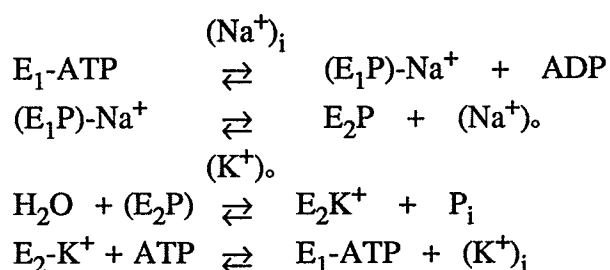 (Na⁺)ᵢ
E₁-ATP ⇄ (E₁P)-Na⁺ + ADP
(E₁P)-Na⁺ ⇄ E₂P + (Na⁺)ₒ
(K⁺)ₒ
H₂O + (E₂P) ⇄ E₂K⁺ + Pᵢ
E₂-K⁺ + ATP ⇄ E₁-ATP + (K⁺)ᵢ